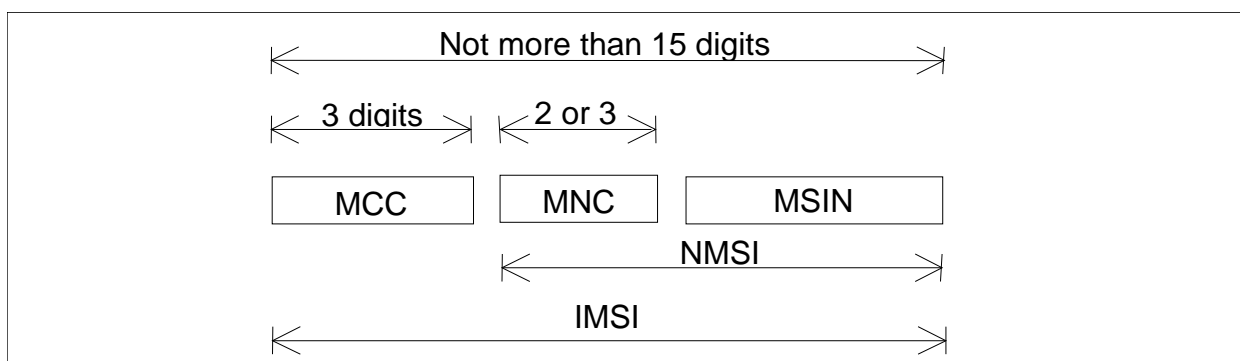 Not more than 15 digits
3 digits
2 or 3
MCC
MNC
MSIN
NMSI
IMSI